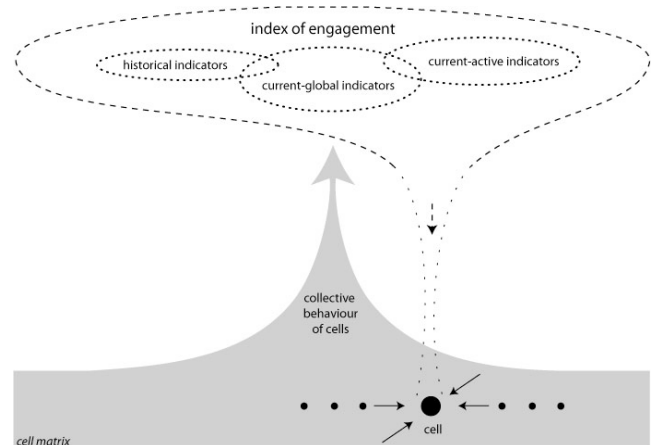 index of engagement
historical indicators
current-global indicators
current-active indicators
collective
behaviour
of cells
cell
cell matrix